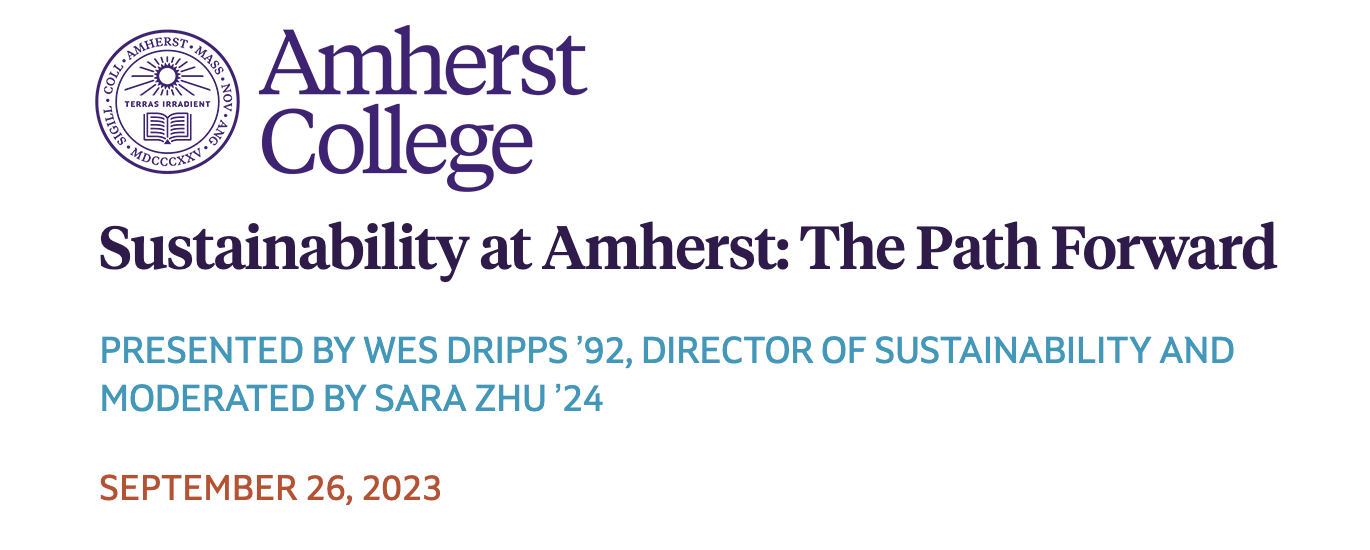 SIGILL · COLL · AMHERST · MASS · NOV · ANG · MDCCCXXV
TERRAS IRRADIENT
Amherst
College
Sustainability at Amherst: The Path Forward
PRESENTED BY WES DRIPPS ’92, DIRECTOR OF SUSTAINABILITY AND
MODERATED BY SARA ZHU ’24
SEPTEMBER 26, 2023